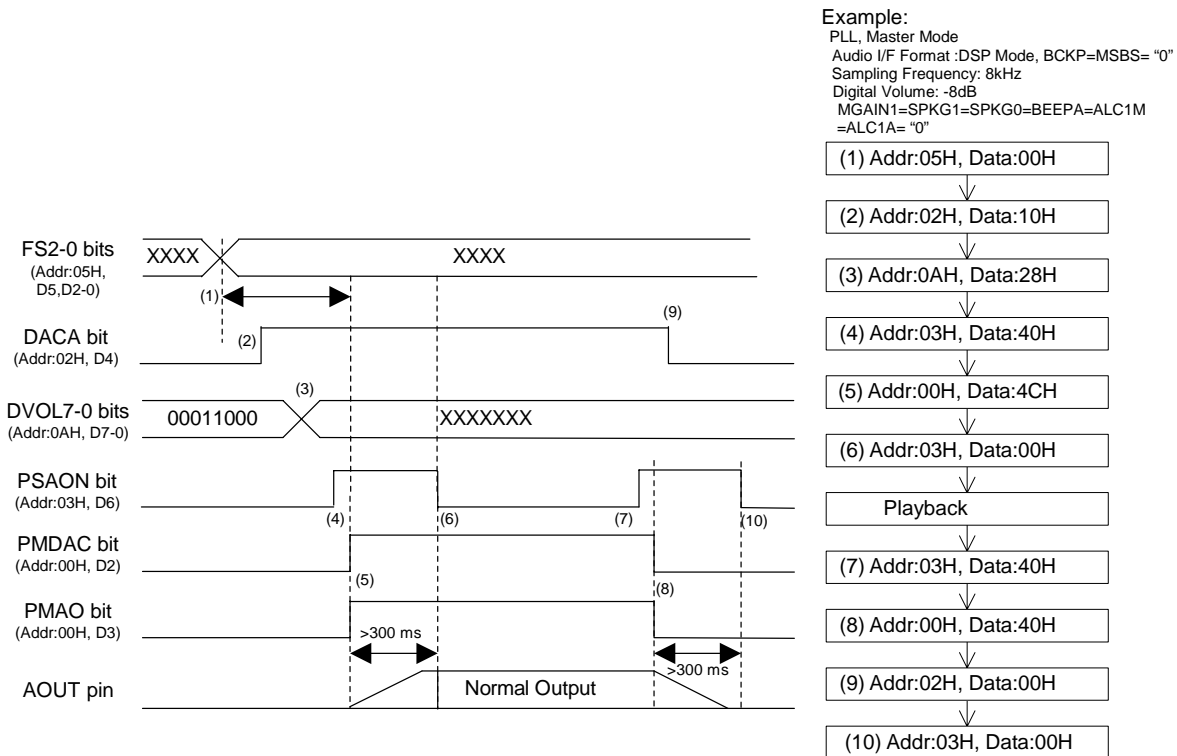 Example:
PLL, Master Mode
Audio I/F Format :DSP Mode, BCKP=MSBS= “0”
Sampling Frequency: 8kHz
Digital Volume: -8dB
MGAIN1=SPKG1=SPKG0=BEEPA=ALC1M
=ALC1A= “0”
(1) Addr:05H, Data:00H
(2) Addr:02H, Data:10H
(3) Addr:0AH, Data:28H
(4) Addr:03H, Data:40H
(5) Addr:00H, Data:4CH
(6) Addr:03H, Data:00H
Playback
(7) Addr:03H, Data:40H
(8) Addr:00H, Data:40H
(9) Addr:02H, Data:00H
(10) Addr:03H, Data:00H
FS2-0 bits
(Addr:05H,
D5,D2-0)
XXXX
XXXX
(1)
DACA bit
(Addr:02H, D4)
(2)
(9)
DVOL7-0 bits
(Addr:0AH, D7-0)
00011000
(3)
XXXXXXX
PSAON bit
(Addr:03H, D6)
(4)
(6)
(7)
(10)
PMDAC bit
(Addr:00H, D2)
(5)
(8)
PMAO bit
(Addr:00H, D3)
>300 ms
>300 ms
AOUT pin
Normal Output